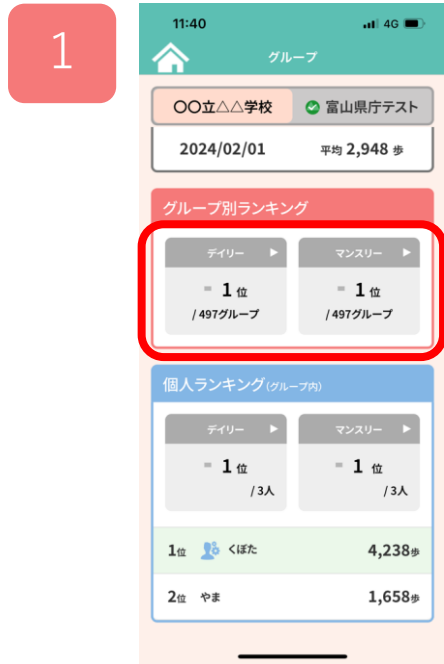 1
11:40 4G
グループ
〇〇立△△学校 富山県庁テスト
2024/02/01 平均 2,948 歩
グループ別ランキング
デイリー ▶ マンスリー ▶
= 1 位 = 1 位
/ 497グループ / 497グループ
個人ランキング(グループ内)
デイリー ▶ マンスリー ▶
= 1 位 = 1 位
/ 3人 / 3人
1位 くぼた 4,238歩
2位 やま 1,658歩